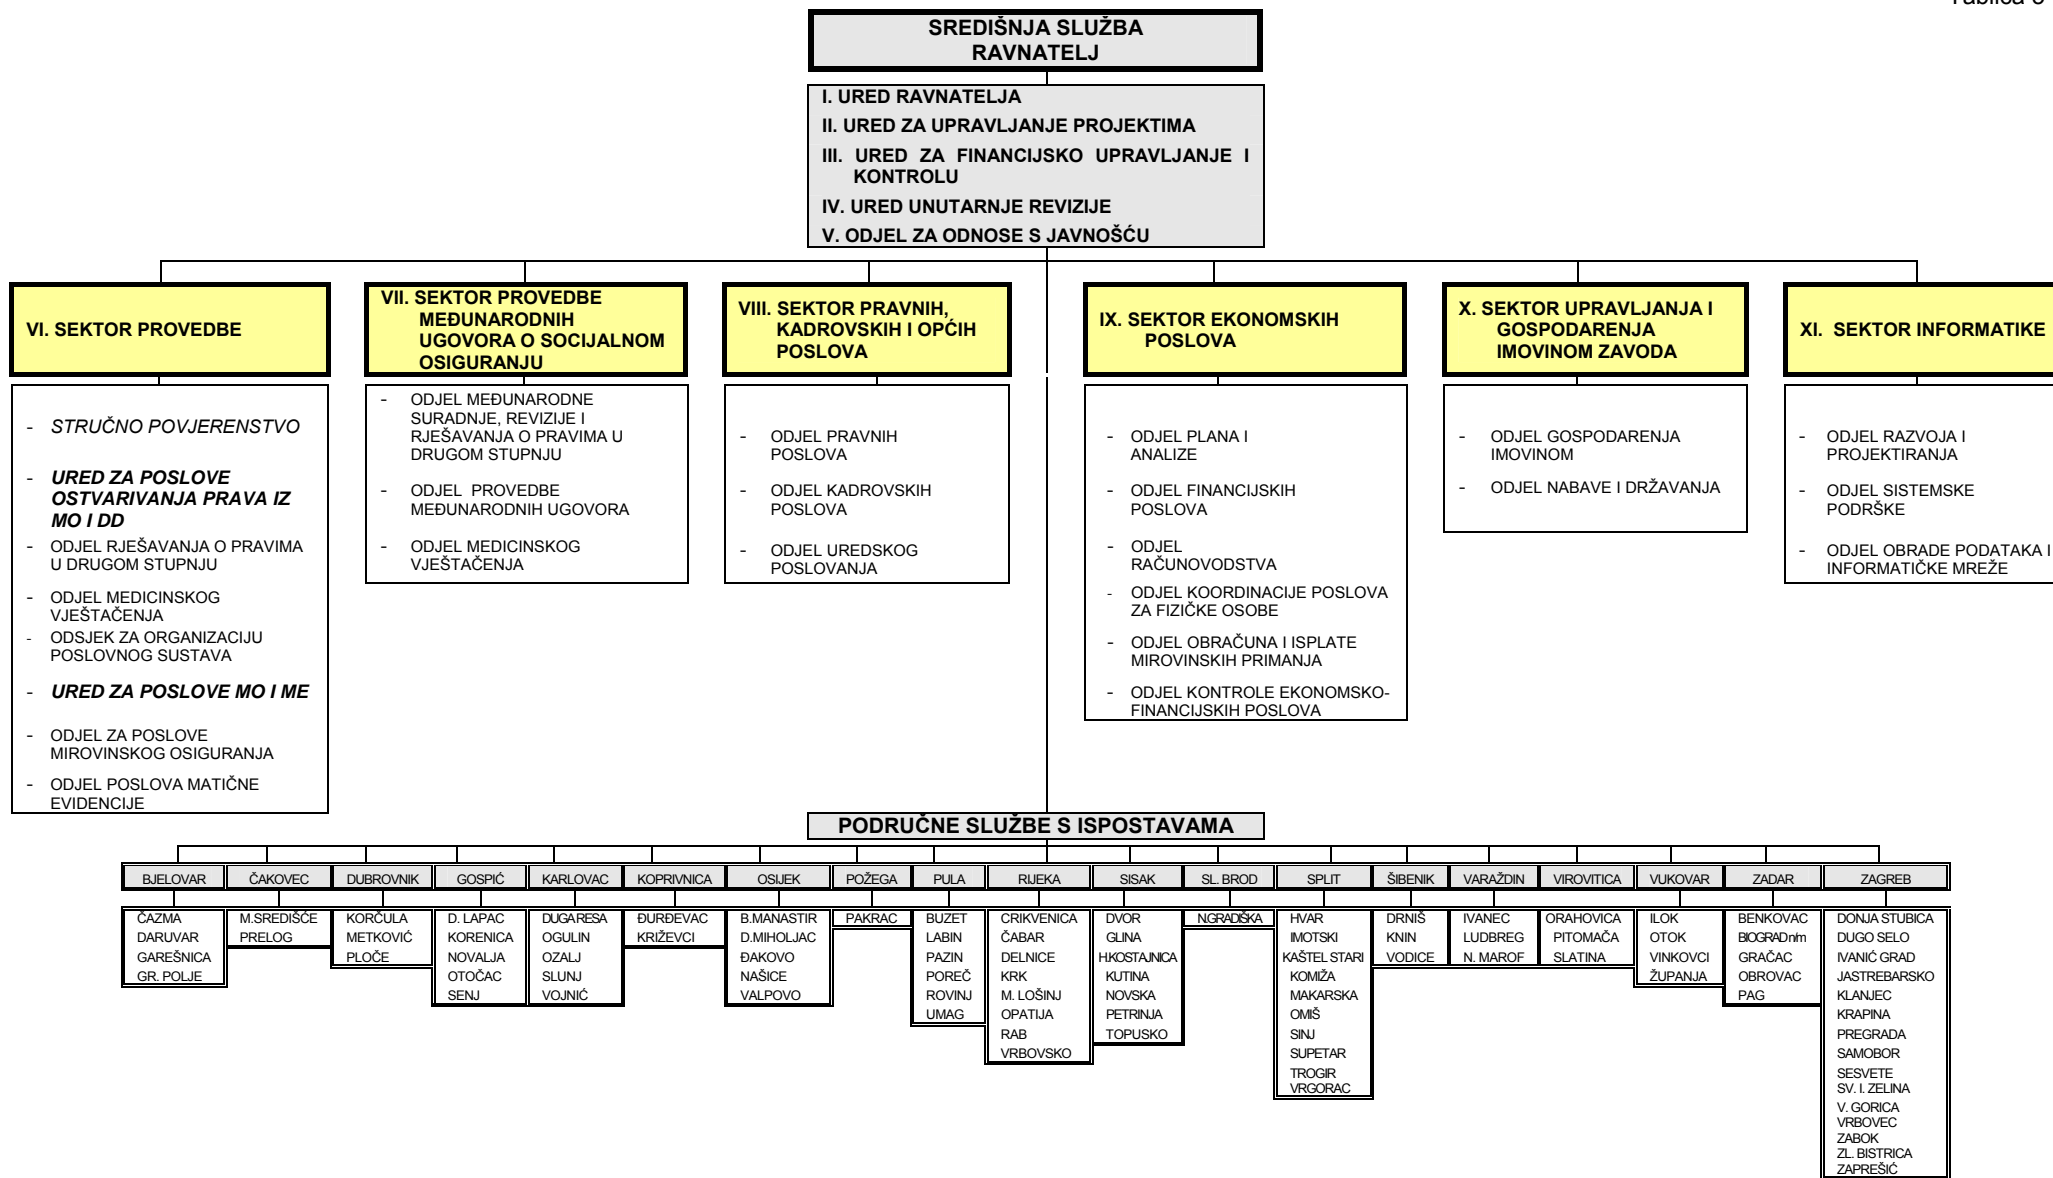 SREDIŠNJA SLUŽBA
RAVNATELJ
I. URED RAVNATELJA
II. URED ZA UPRAVLJANJE PROJEKTIMA
III. URED ZA FINANCIJSKO UPRAVLJANJE I
KONTROLU
IV. URED UNUTARNJE REVIZIJE
V. ODJEL ZA ODNOSE S JAVNOŠĆU
VI. SEKTOR PROVEDBE
- STRUČNO POVJERENSTVO
- URED ZA POSLOVE
OSTVARIVANJA PRAVA IZ
MO I DD
- ODJEL RJEŠAVANJA O PRAVIMA
U DRUGOM STUPNJU
- ODJEL MEDICINSKOG
VJEŠTAČENJA
- ODSJEK ZA ORGANIZACIJU
POSLOVNOG SUSTAVA
- URED ZA POSLOVE MO I ME
- ODJEL ZA POSLOVE
MIROVINSKOG OSIGURANJA
- ODJEL POSLOVA MATIČNE
EVIDENCIJE
VII. SEKTOR PROVEDBE
MEĐUNARODNIH
UGOVORA O SOCIJALNOM
OSIGURANJU
- ODJEL MEĐUNARODNE
SURADNJE, REVIZIJE I
RJEŠAVANJA O PRAVIMA U
DRUGOM STUPNJU
- ODJEL PROVEDBE
MEĐUNARODNIH UGOVORA
- ODJEL MEDICINSKOG
VJEŠTAČENJA
VIII. SEKTOR PRAVNIH,
KADROVSKIH I OPĆIH
POSLOVA
- ODJEL PRAVNIH
POSLOVA
- ODJEL KADROVSKIH
POSLOVA
- ODJEL UREDSKOG
POSLOVANJA
IX. SEKTOR EKONOMSKIH
POSLOVA
- ODJEL PLANA I
ANALIZE
- ODJEL FINANCIJSKIH
POSLOVA
- ODJEL
RAČUNOVODSTVA
- ODJEL KOORDINACIJE POSLOVA
ZA FIZIČKE OSOBE
- ODJEL OBRAČUNA I ISPLATE
MIROVINSKIH PRIMANJA
- ODJEL KONTROLE EKONOMSKO-
FINANCIJSKIH POSLOVA
X. SEKTOR UPRAVLJANJA I
GOSPODARENJA
IMOVINOM ZAVODA
- ODJEL GOSPODARENJA
IMOVINOM
- ODJEL NABAVE I DRŽAVANJA
XI. SEKTOR INFORMATIKE
- ODJEL RAZVOJA I
PROJEKTIRANJA
- ODJEL SISTEMSKE
PODRŠKE
- ODJEL OBRADE PODATAKA I
INFORMATIČKE MREŽE
PODRUČNE SLUŽBE S ISPOSTAVAMA
BJELOVAR
ČAZMA
DARUVAR
GAREŠNICA
GR. POLJE
ČAKOVEC
M.SREDIŠĆE
PRELOG
DUBROVNIK
KORČULA
METKOVIĆ
PLOČE
GOSPIĆ
D. LAPAC
KORENICA
NOVALJA
OTOČAC
SENJ
KARLOVAC
DUGA RESA
OGULIN
OZALJ
SLUNJ
VOJNIĆ
KOPRIVNICA
ĐURĐEVAC
KRIŽEVCI
OSIJEK
B.MANASTIR
D.MIHOLJAC
ĐAKOVO
NAŠICE
VALPOVO
POŽEGA
PAKRAC
PULA
BUZET
LABIN
PAZIN
POREČ
ROVINJ
UMAG
RIJEKA
CRIKVENICA
ČABAR
DELNICE
KRK
M. LOŠINJ
OPATIJA
RAB
VRBOVSKO
SISAK
DVOR
GLINA
H.KOSTAJNICA
KUTINA
NOVSKA
PETRINJA
TOPUSKO
SL. BROD
N.GRADIŠKA
SPLIT
HVAR
IMOTSKI
KAŠTEL STARI
KOMIŽA
MAKARSKA
OMIŠ
SINJ
SUPETAR
TROGIR
VRGORAC
ŠIBENIK
DRNIŠ
KNIN
VODICE
VARAŽDIN
IVANEC
LUDBREG
N. MAROF
VIROVITICA
ORAHOVICA
PITOMAČA
SLATINA
VUKOVAR
ILOK
OTOK
VINKOVCI
ŽUPANJA
ZADAR
BENKOVAC
BIOGRAD n/m
GRAČAC
OBROVAC
PAG
ZAGREB
DONJA STUBICA
DUGO SELO
IVANIĆ GRAD
JASTREBARSKO
KLANJEC
KRAPINA
PREGRADA
SAMOBOR
SESVETE
SV. I. ZELINA
V. GORICA
VRBOVEC
ZABOK
ZL. BISTRICA
ZAPREŠIĆ